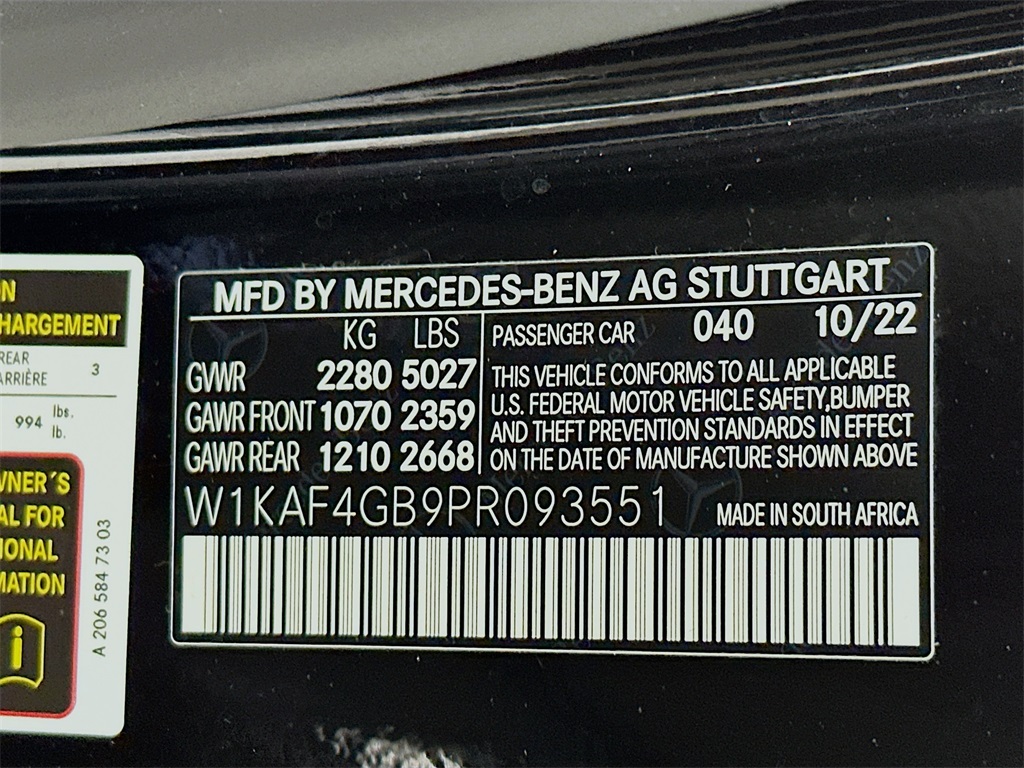 N
HARGEMENT
REAR
ARRIÈRE 3
994 lbs.
lb.
WNER´S
AL FOR
IONAL
MATION
A 206 584 73 03
MFD BY MERCEDES-BENZ AG STUTTGART
KG LBS
GWWR 2280 5027
GAWR FRONT 1070 2359
GAWR REAR 1210 2668
PASSENGER CAR 040 10/22
THIS VEHICLE CONFORMS TO ALL APPLICABLE
U.S. FEDERAL MOTOR VEHICLE SAFETY,BUMPER
AND THEFT PREVENTION STANDARDS IN EFFECT
ON THE DATE OF MANUFACTURE SHOWN ABOVE
W1KAF4GB9PR093551 MADE IN SOUTH AFRICA